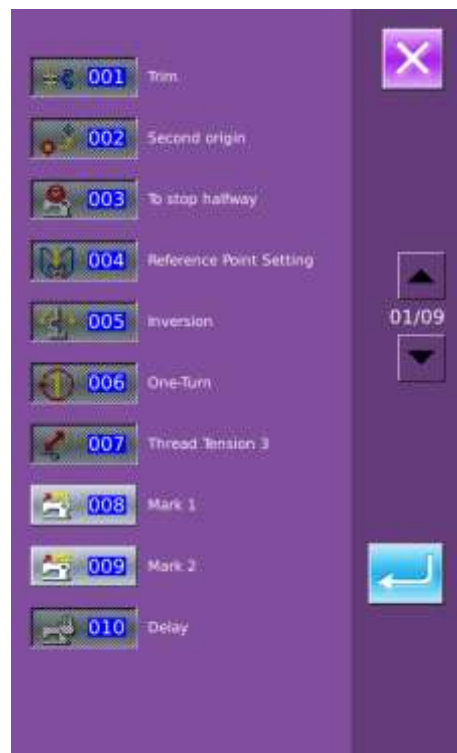 001 Trim
002 Second origin
003 To stop halfway
004 Reference Point Setting
005 Inversion
01/09
006 One-Turn
007 Thread Tension 3
008 Mark 1
009 Mark 2
010 Delay